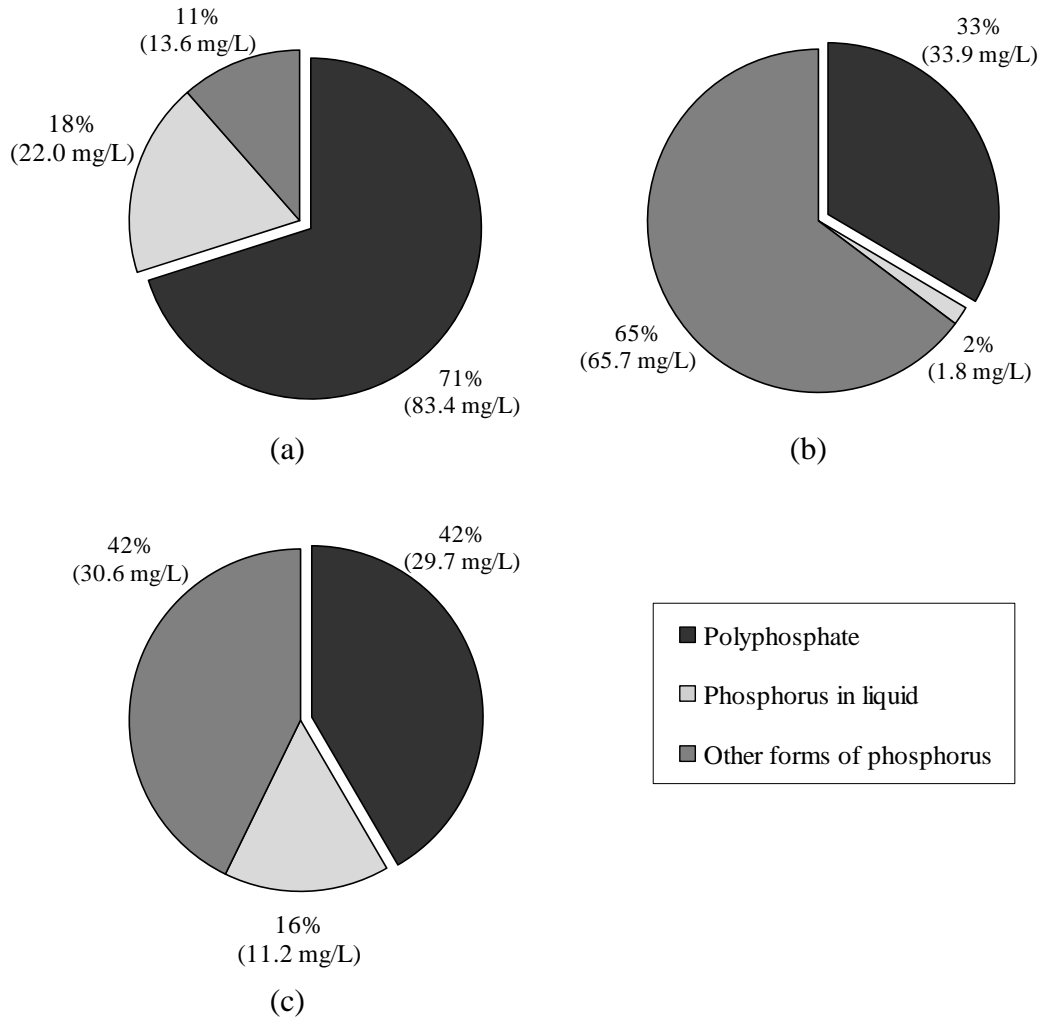 11%
(13.6 mg/L)
18%
(22.0 mg/L)
71%
(83.4 mg/L)
(a)
33%
(33.9 mg/L)
65%
(65.7 mg/L)
2%
(1.8 mg/L)
(b)
42%
(30.6 mg/L)
42%
(29.7 mg/L)
16%
(11.2 mg/L)
(c)
Polyphosphate
Phosphorus in liquid
Other forms of phosphorus